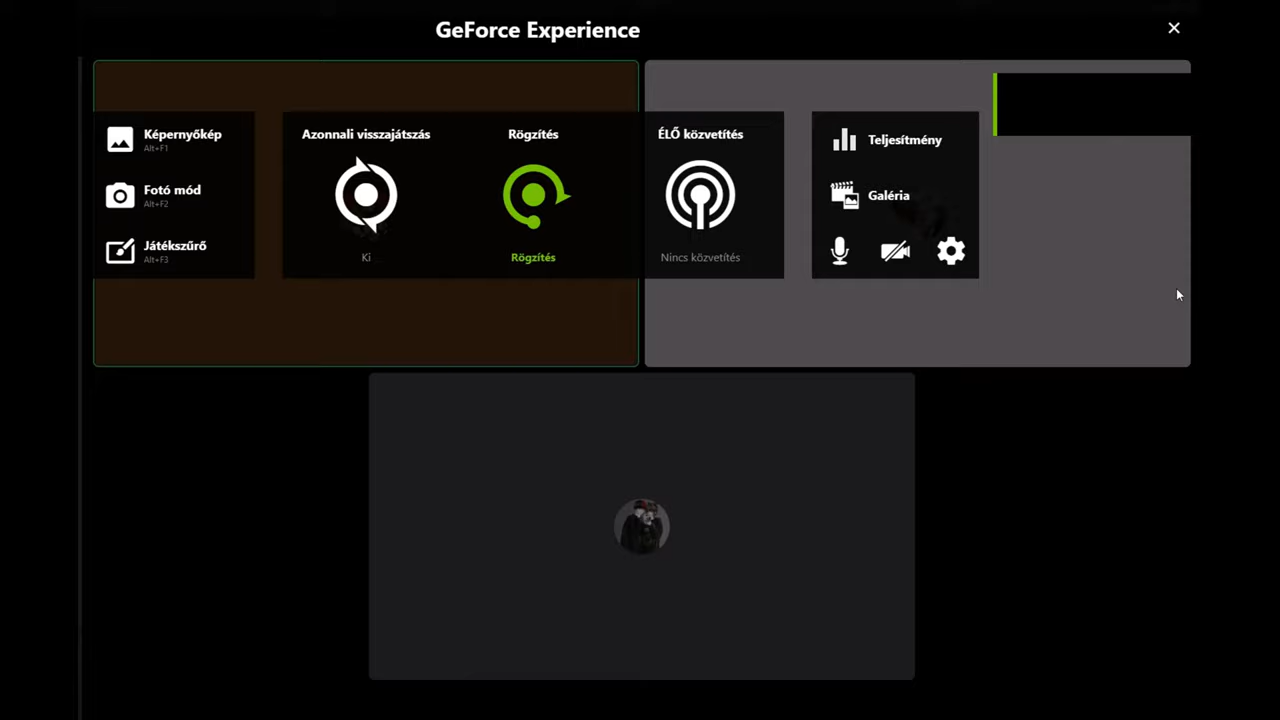 GeForce Experience
Képernyőkép
Alt+F1
Fotó mód
Alt+F2
Játékszűrő
Alt+F3
Azonnali visszajátszás
Ki
Rögzítés
Rögzítés
ÉLŐ közvetítés
Nincs közvetítés
Teljesítmény
Galéria